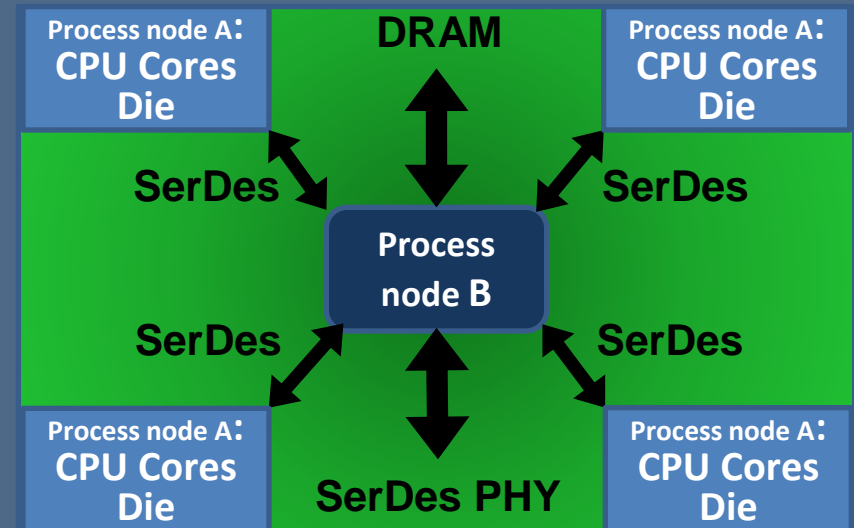 Process node A:
CPU Cores
Die
DRAM
Process node A:
CPU Cores
Die
SerDes
SerDes
Process
node B
SerDes
SerDes
Process node A:
CPU Cores
Die
SerDes PHY
Process node A:
CPU Cores
Die